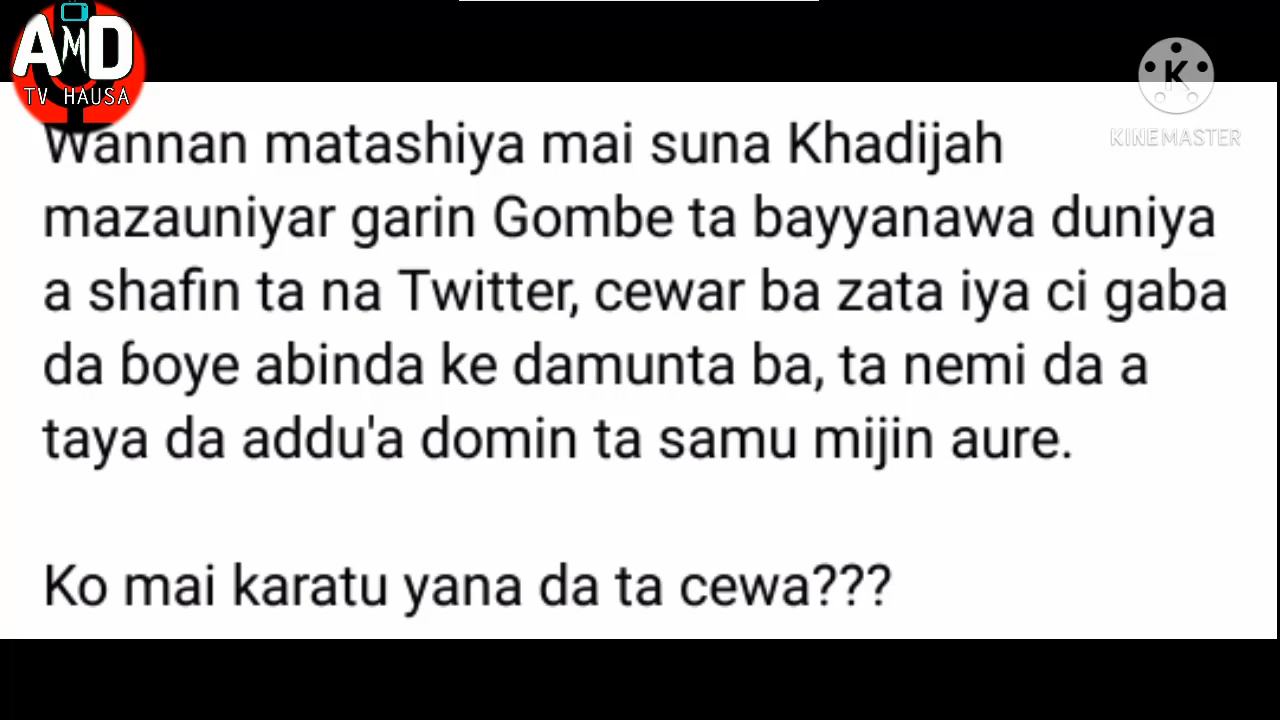 AMD
TV HAUSA
K
KINEMASTER
Wannan matashiya mai suna Khadijah
mazauniyar garin Gombe ta bayyanawa duniya
a shafin ta na Twitter, cewar ba zata iya ci gaba
da ɓoye abinda ke damunta ba, ta nemi da a
taya da addu'a domin ta samu mijin aure.
Ko mai karatu yana da ta cewa???